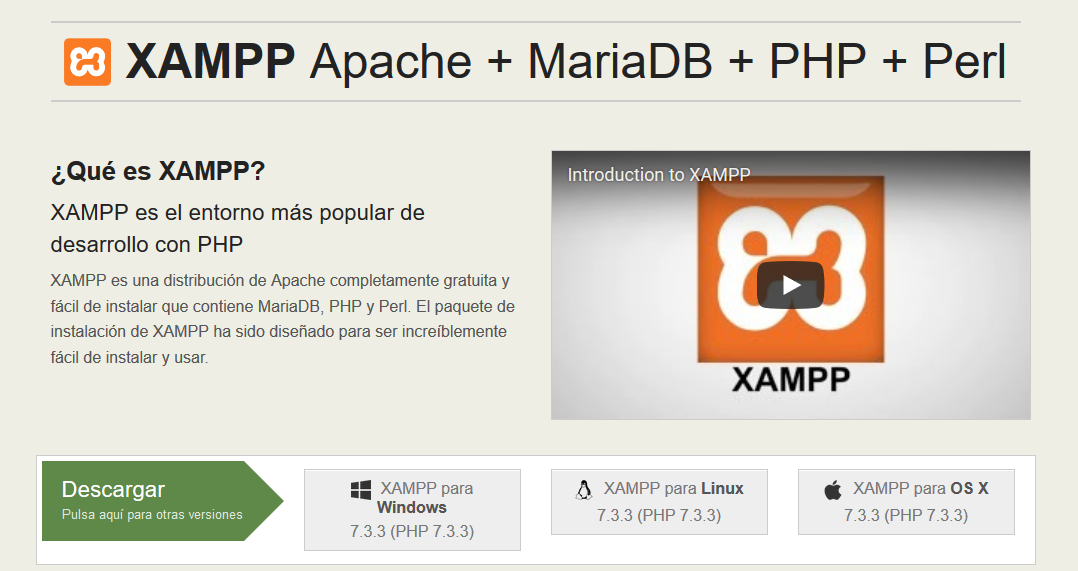 XAMPP Apache + MariaDB + PHP + Perl
¿Qué es XAMPP?
XAMPP es el entorno más popular de
desarrollo con PHP
XAMPP es una distribución de Apache completamente gratuita y
fácil de instalar que contiene MariaDB, PHP y Perl. El paquete de
instalación de XAMPP ha sido diseñado para ser increíblemente
fácil de instalar y usar.
Introduction to XAMPP
XAMPP
Descargar
Pulsa aquí para otras versiones
XAMPP para
Windows
7.3.3 (PHP 7.3.3)
XAMPP para Linux
7.3.3 (PHP 7.3.3)
XAMPP para OS X
7.3.3 (PHP 7.3.3)